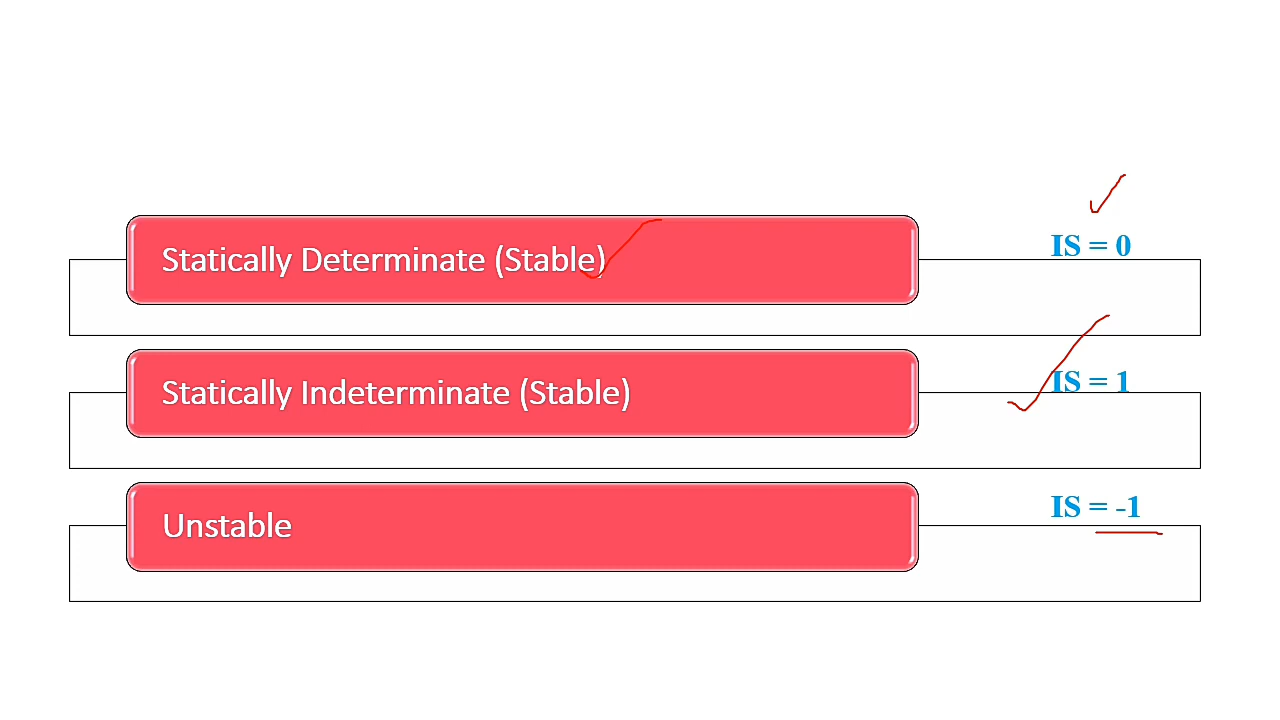 Statically Determinate (Stable)
IS = 0
Statically Indeterminate (Stable)
IS = 1
Unstable
IS = -1